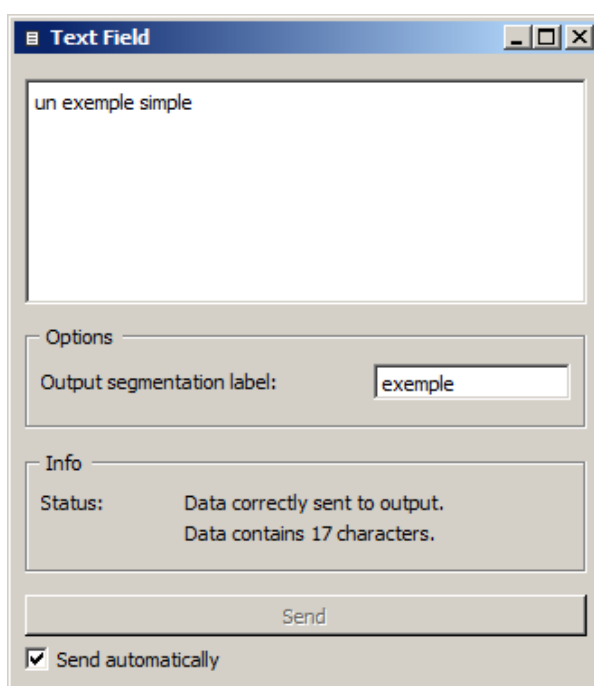 Text Field
un exemple simple
Options
Output segmentation label: exemple
Info
Status: Data correctly sent to output.
Data contains 17 characters.
Send
Send automatically